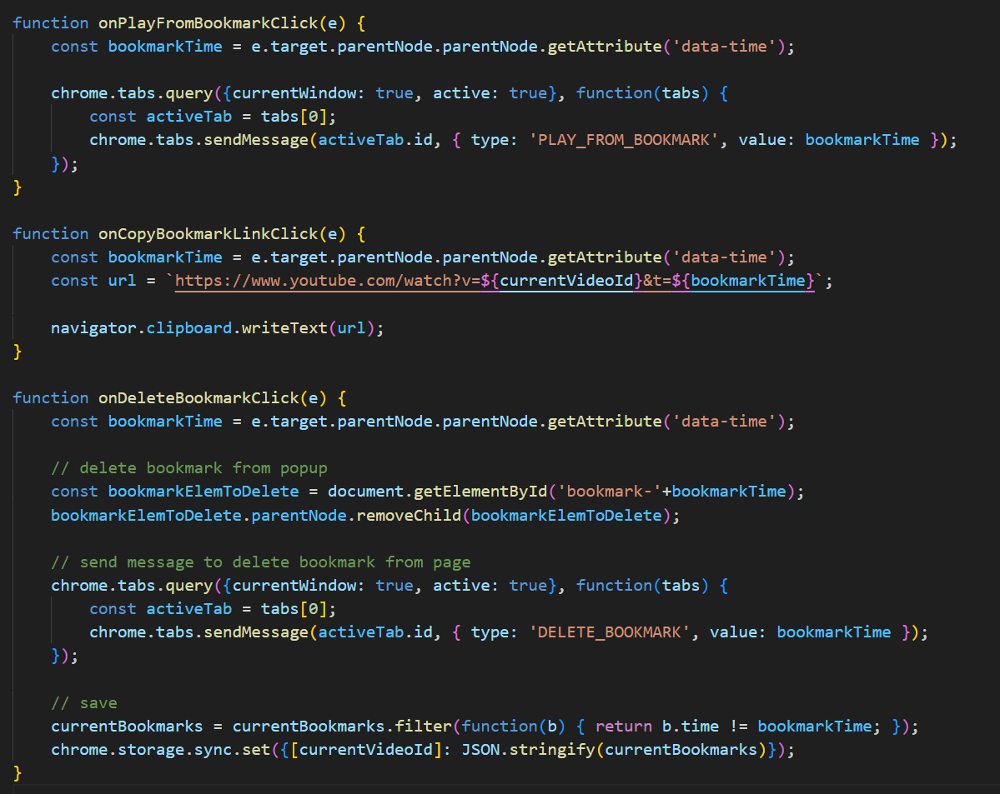 function onPlayFromBookmarkClick(e) {
    const bookmarkTime = e.target.parentNode.parentNode.getAttribute('data-time');

    chrome.tabs.query({currentWindow: true, active: true}, function(tabs) {
        const activeTab = tabs[0];
        chrome.tabs.sendMessage(activeTab.id, { type: 'PLAY_FROM_BOOKMARK', value: bookmarkTime });
    });
}

function onCopyBookmarkLinkClick(e) {
    const bookmarkTime = e.target.parentNode.parentNode.getAttribute('data-time');
    const url = `https://www.youtube.com/watch?v=${currentVideoId}&t=${bookmarkTime}`;

    navigator.clipboard.writeText(url);
}

function onDeleteBookmarkClick(e) {
    const bookmarkTime = e.target.parentNode.parentNode.getAttribute('data-time');

    // delete bookmark from popup
    const bookmarkElemToDelete = document.getElementById('bookmark-'+bookmarkTime);
    bookmarkElemToDelete.parentNode.removeChild(bookmarkElemToDelete);

    // send message to delete bookmark from page
    chrome.tabs.query({currentWindow: true, active: true}, function(tabs) {
        const activeTab = tabs[0];
        chrome.tabs.sendMessage(activeTab.id, { type: 'DELETE_BOOKMARK', value: bookmarkTime });
    });

    // save
    currentBookmarks = currentBookmarks.filter(function(b) { return b.time != bookmarkTime; });
    chrome.storage.sync.set({[currentVideoId]: JSON.stringify(currentBookmarks)});
}